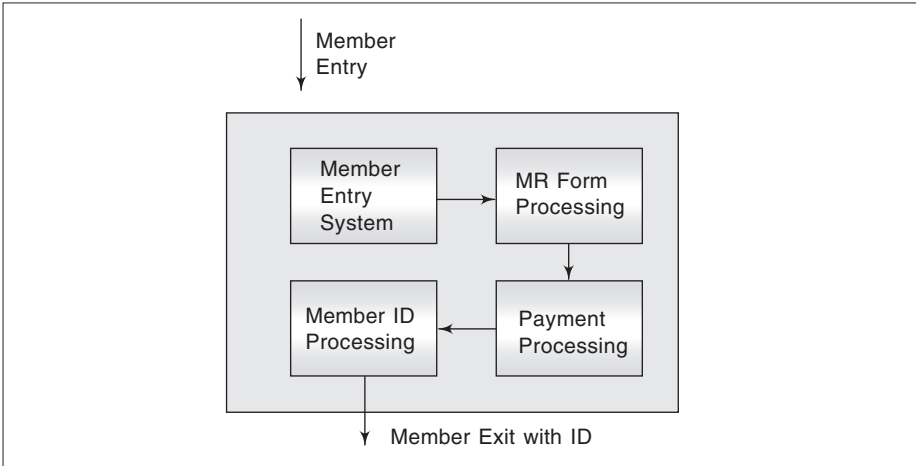 Member
Entry
Member
Entry
System
MR Form
Processing
Member ID
Processing
Payment
Processing
Member Exit with ID